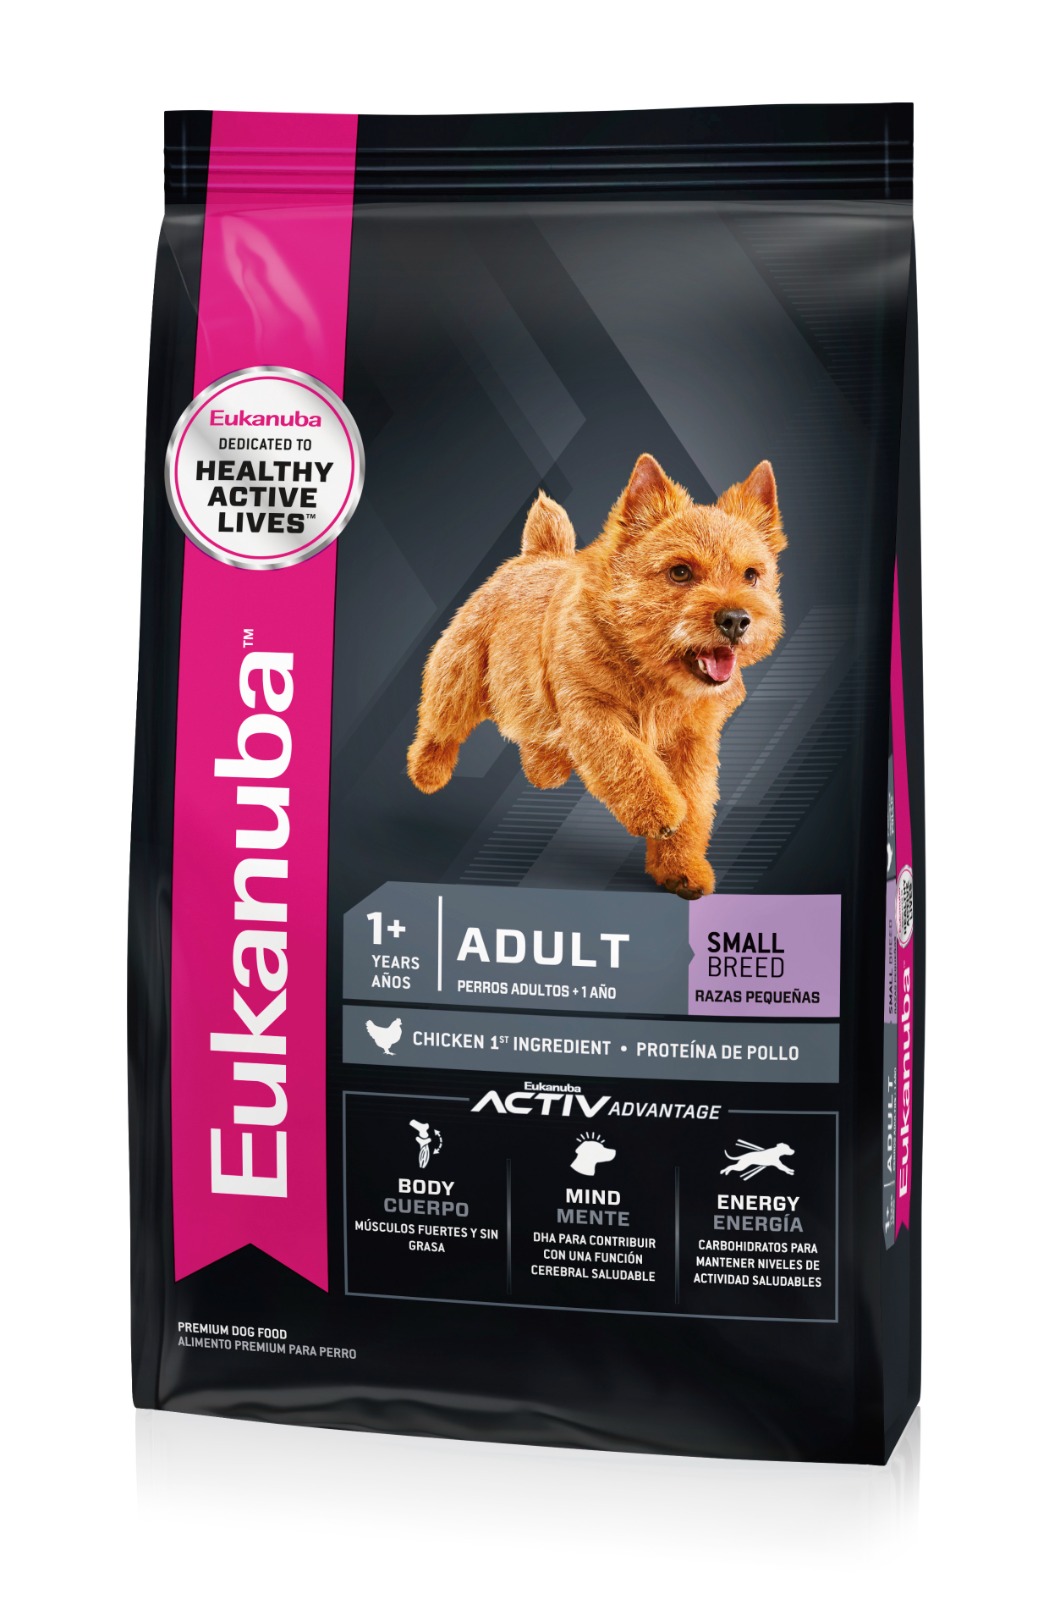 Eukanuba
DEDICATED TO
HEALTHY
ACTIVE
LIVES™
Eukanuba™
1+
YEARS
AÑOS
ADULT
PERROS ADULTOS + 1 AÑO
SMALL
BREED
RAZAS PEQUEÑAS
CHICKEN 1ST INGREDIENT • PROTEÍNA DE POLLO
Eukanuba
ACTIV ADVANTAGE
BODY
CUERPO
MÚSCULOS FUERTES Y SIN
GRASA
MIND
MENTE
DHA PARA CONTRIBUIR
CON UNA FUNCIÓN
CEREBRAL SALUDABLE
ENERGY
ENERGÍA
CARBOHIDRATOS PARA
MANTENER NIVELES DE
ACTIVIDAD SALUDABLES
PREMIUM DOG FOOD
ALIMENTO PREMIUM PARA PERRO
Eukanuba
1+
ADULT
SMALL BREED